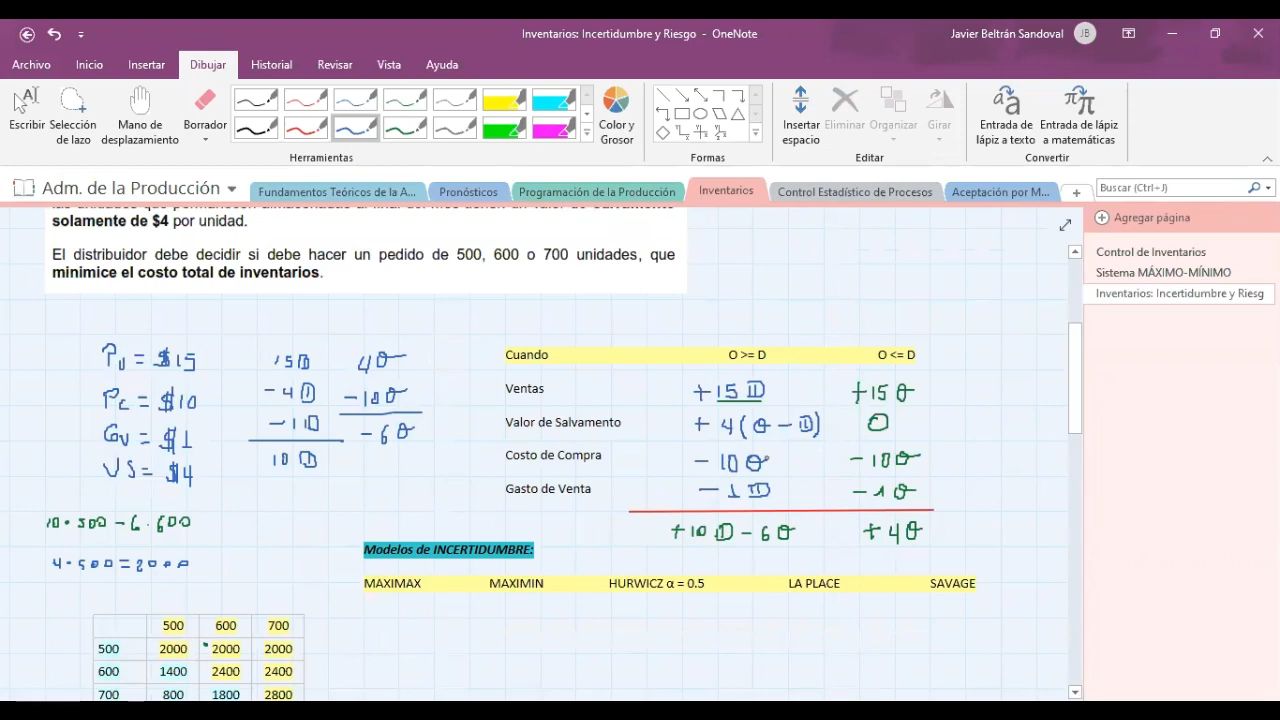 Inventarios: Incertidumbre y Riesgo - OneNote
Javier Beltrán Sandoval JB
Archivo Inicio Insertar Dibujar Historial Revisar Vista Ayuda
Escribir
Selección de lazo
Mano de desplazamiento
Borrador
Color y Grosor
Insertar espacio
Eliminar
Organizar
Girar
Entrada de lápiz a texto
Entrada de lápiz a matemáticas
Herramientas
Formas
Editar
Convertir
Adm. de la Producción
Fundamentos Teóricos de la A...
Pronósticos
Programación de la Producción
Inventarios
Control Estadístico de Procesos
Aceptación por M...
Buscar (Ctrl+J)
Agregar página
Control de Inventarios
Sistema MÁXIMO-MÍNIMO
Inventarios: Incertidumbre y Riesg
solamente de $4 por unidad.
El distribuidor debe decidir si debe hacer un pedido de 500, 600 o 700 unidades, que
minimice el costo total de inventarios.
PU = $15
PC = $10
GV = $1
VS = $4
15D
- 4D
- 1D
10D
4O
- 10O
- 6O
10·500 - 6·600
4·500 = 2000
Cuando O >= D O <= D
Ventas + 15D + 15O
Valor de Salvamento + 4(O - D) O
Costo de Compra - 10O - 10O
Gasto de Venta - 1D - 1O
+ 10D - 6O + 4O
Modelos de INCERTIDUMBRE:
MAXIMAX MAXIMIN HURWICZ α = 0.5 LA PLACE SAVAGE
500 600 700
500 2000 2000 2000
600 1400 2400 2400
700 800 1800 2800